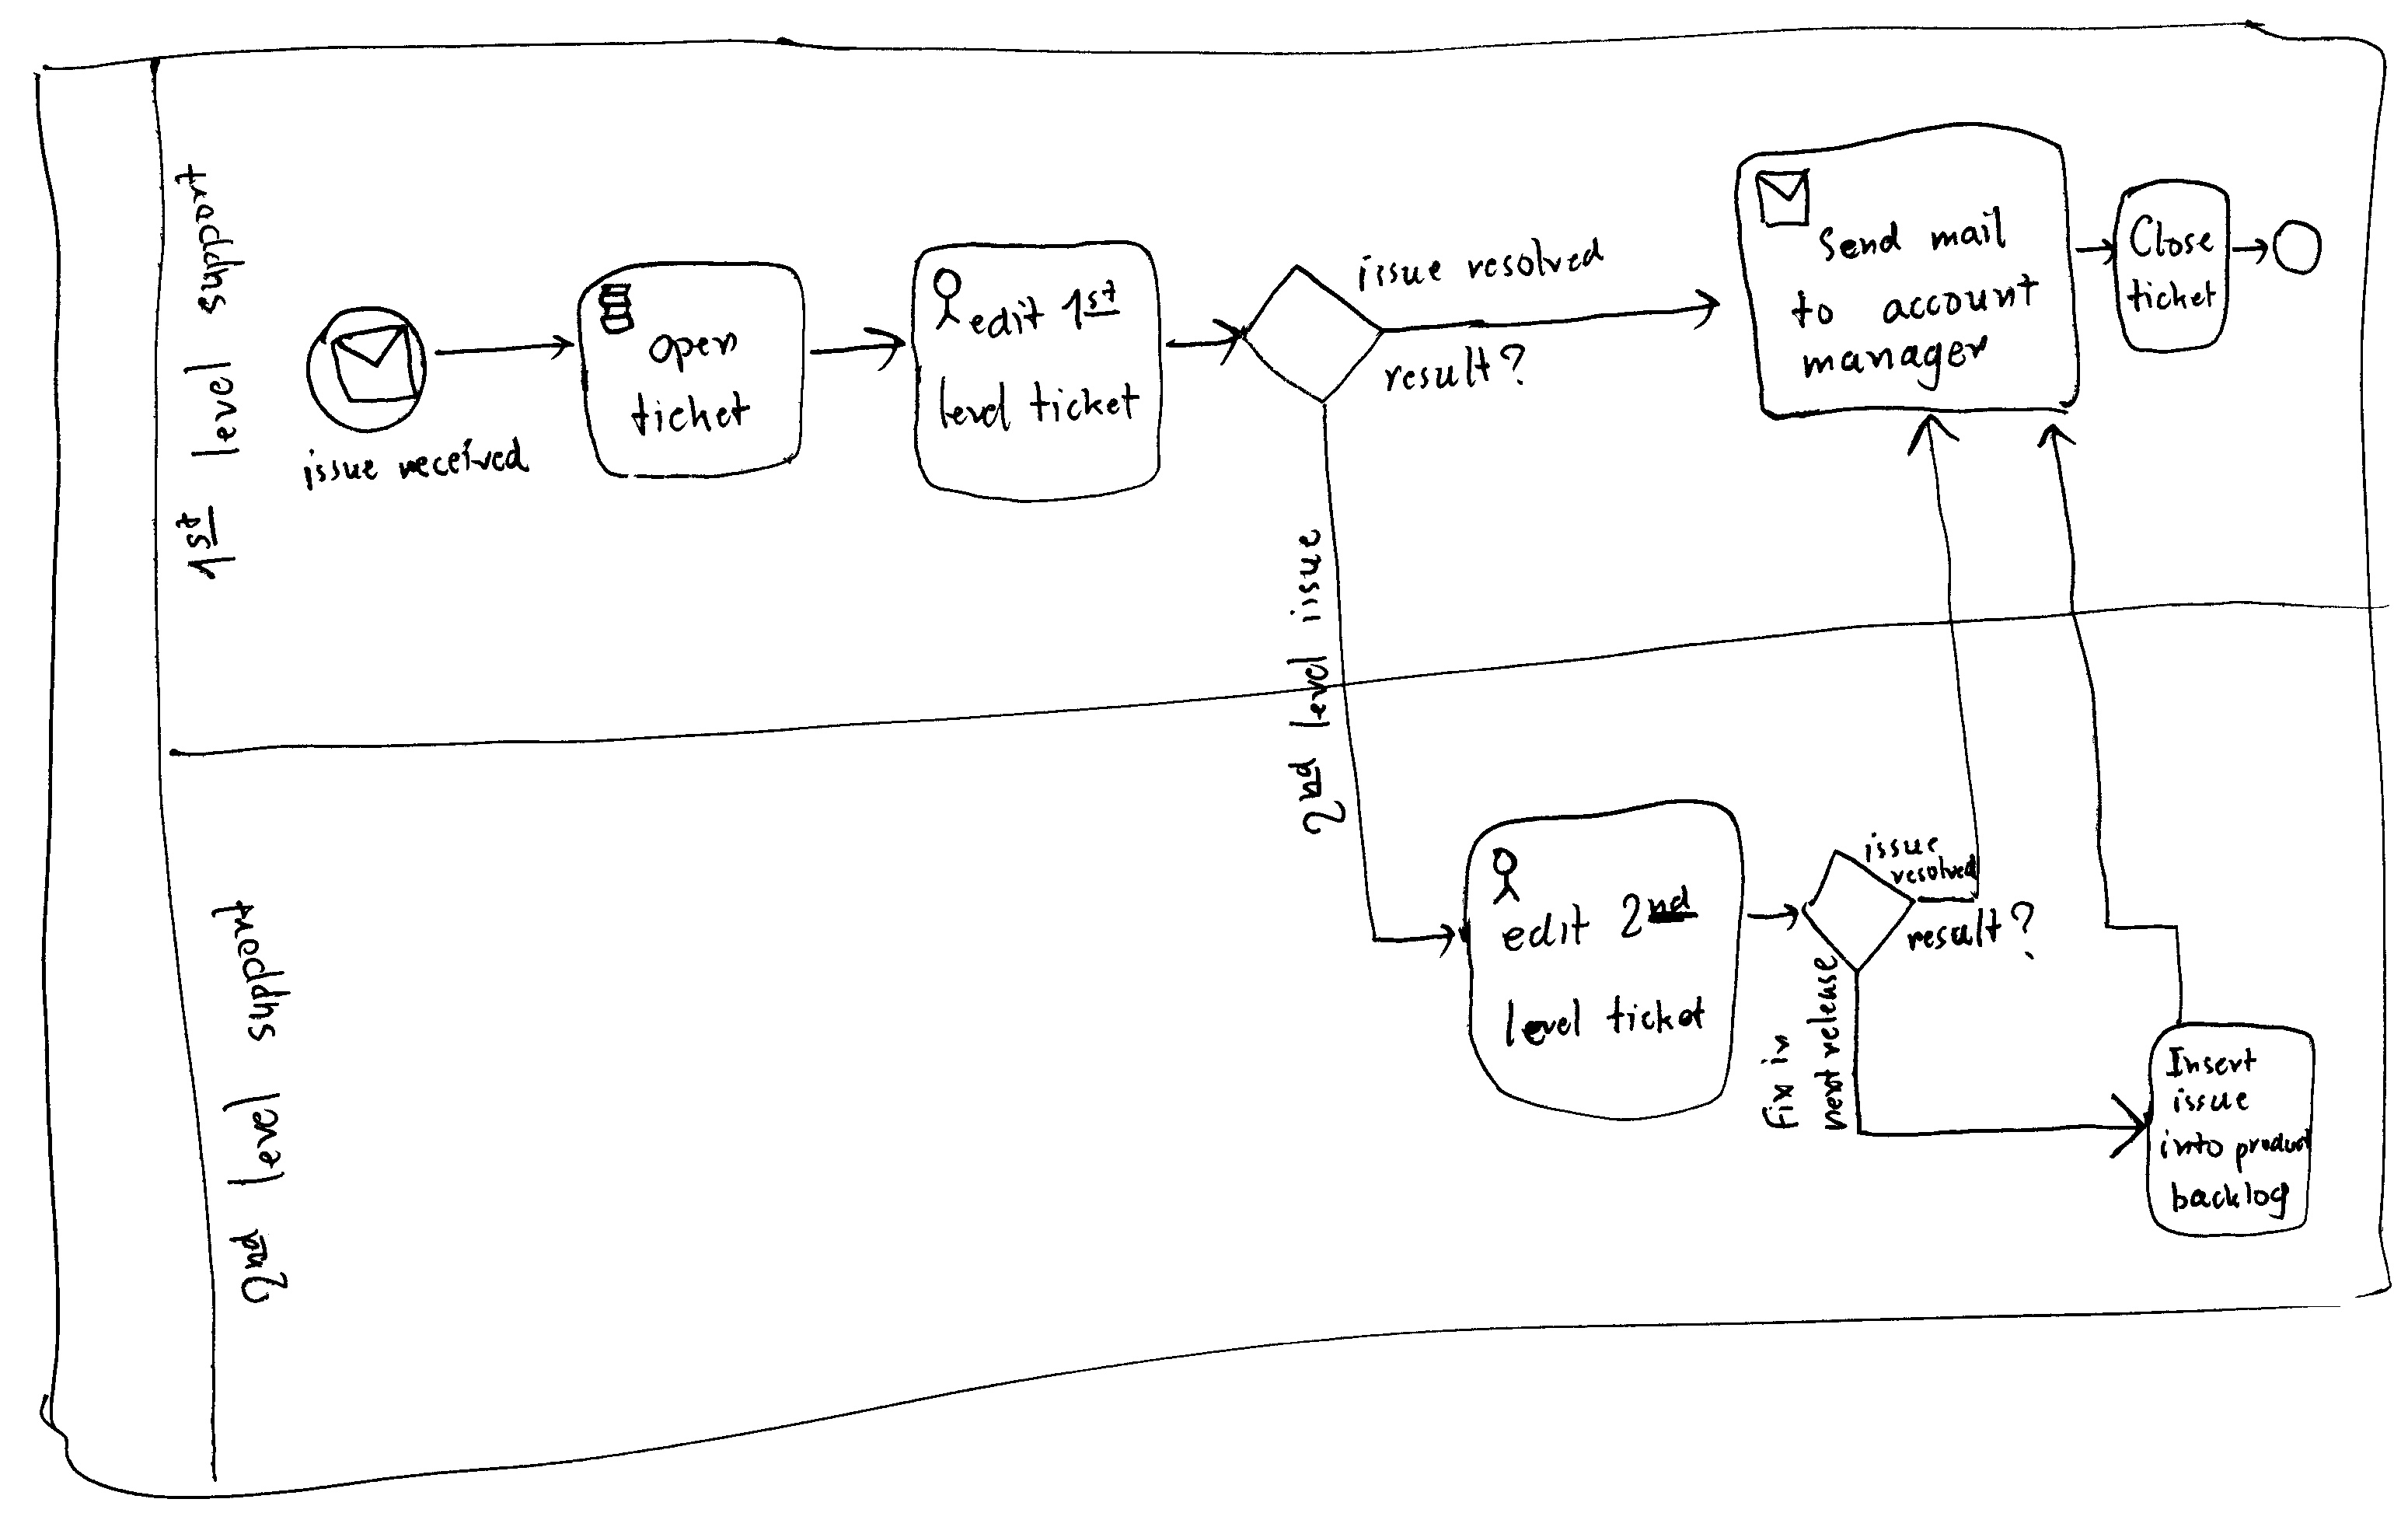 1st level support
issue received
open
ticket
edit 1st
level ticket
issue resolved
result?
Send mail
to account
manager
Close
ticket
2nd level issue
2nd level support
edit 2nd
level ticket
issue
resolved
result?
Fix in
next release
Insert
issue
into product
backlog